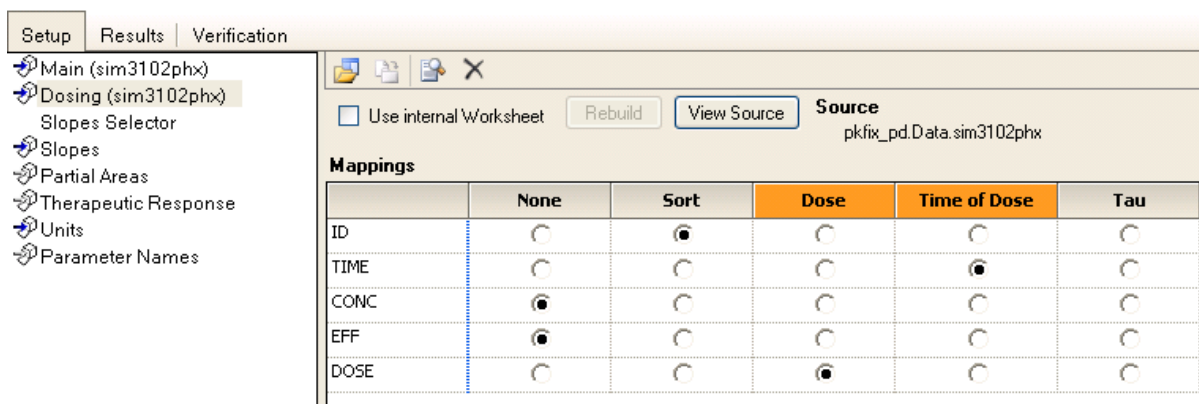 Setup Results Verification
Main (sim3102phx)
Dosing (sim3102phx)
Slopes Selector
Slopes
Partial Areas
Therapeutic Response
Units
Parameter Names
Use internal Worksheet Rebuild View Source Source
pkfix_pd.Data.sim3102phx
Mappings
None Sort Dose Time of Dose Tau
ID
TIME
CONC
EFF
DOSE